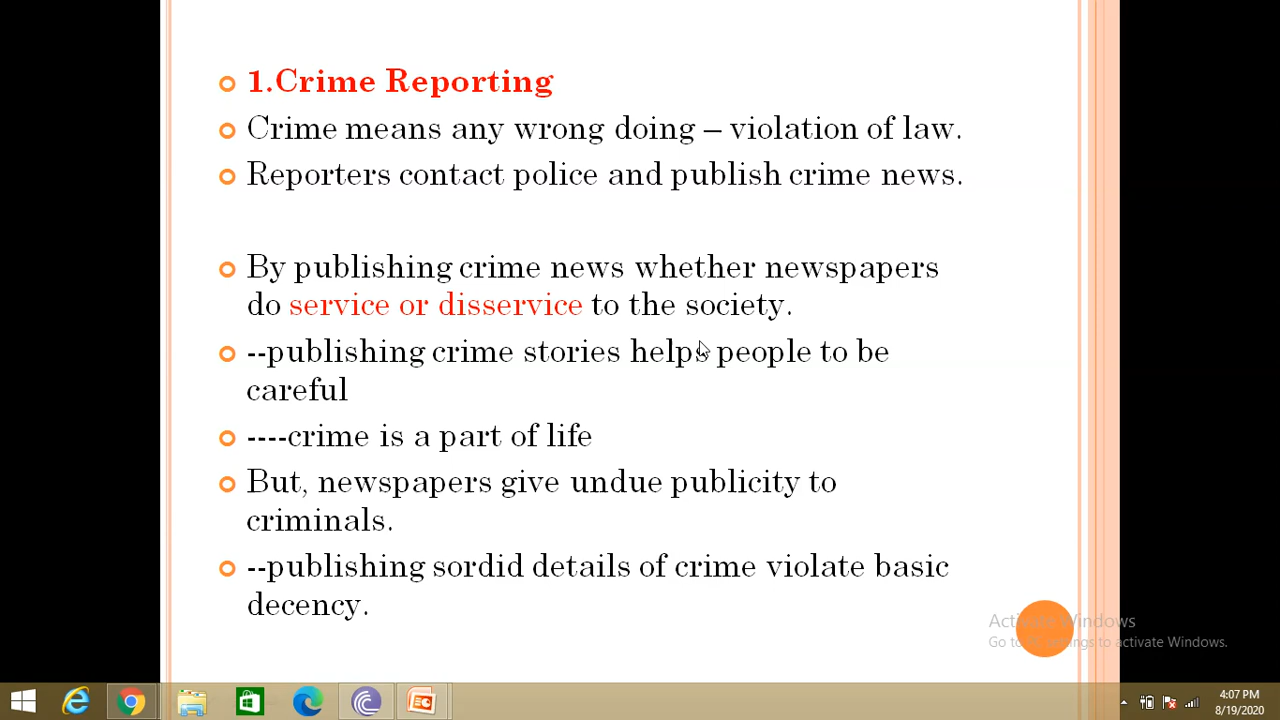 1.Crime Reporting
Crime means any wrong doing – violation of law.
Reporters contact police and publish crime news.
By publishing crime news whether newspapers
do service or disservice to the society.
--publishing crime stories helps people to be
careful
----crime is a part of life
But, newspapers give undue publicity to
criminals.
--publishing sordid details of crime violate basic
decency.
Activate Windows
Go to PC settings to activate Windows.
4:07 PM
8/19/2020